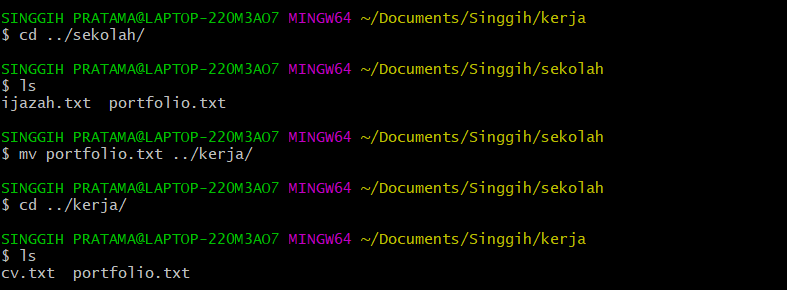 SINGGIH PRATAMA@LAPTOP-220M3AO7 MINGW64 ~/Documents/Singgih/kerja
$ cd ../sekolah/
SINGGIH PRATAMA@LAPTOP-220M3AO7 MINGW64 ~/Documents/Singgih/sekolah
$ ls
ijazah.txt  portfolio.txt
SINGGIH PRATAMA@LAPTOP-220M3AO7 MINGW64 ~/Documents/Singgih/sekolah
$ mv portfolio.txt ../kerja/
SINGGIH PRATAMA@LAPTOP-220M3AO7 MINGW64 ~/Documents/Singgih/sekolah
$ cd ../kerja/
SINGGIH PRATAMA@LAPTOP-220M3AO7 MINGW64 ~/Documents/Singgih/kerja
$ ls
cv.txt  portfolio.txt